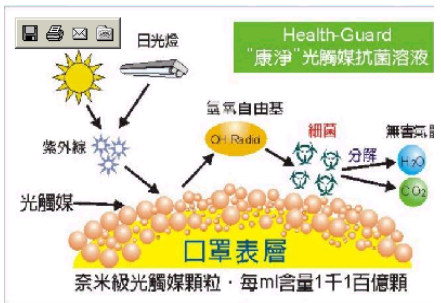 日光燈
Health-Guard
"康淨"光觸媒抗菌溶液
氫氧自由基
OH Radio
細菌
無害氣體
紫外線
分解
H₂O
CO₂
光觸媒
口罩表層
奈米級光觸媒顆粒，每ml含量1千1百億顆